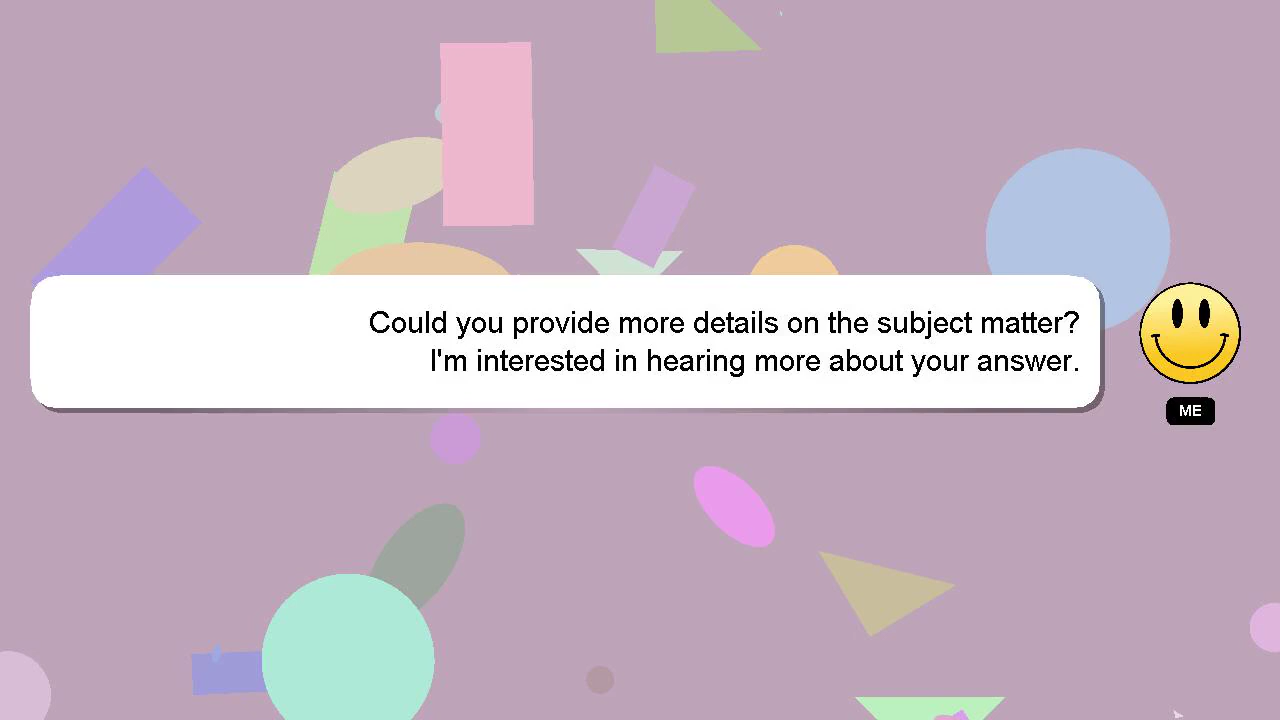 Could you provide more details on the subject matter?
I'm interested in hearing more about your answer.
ME